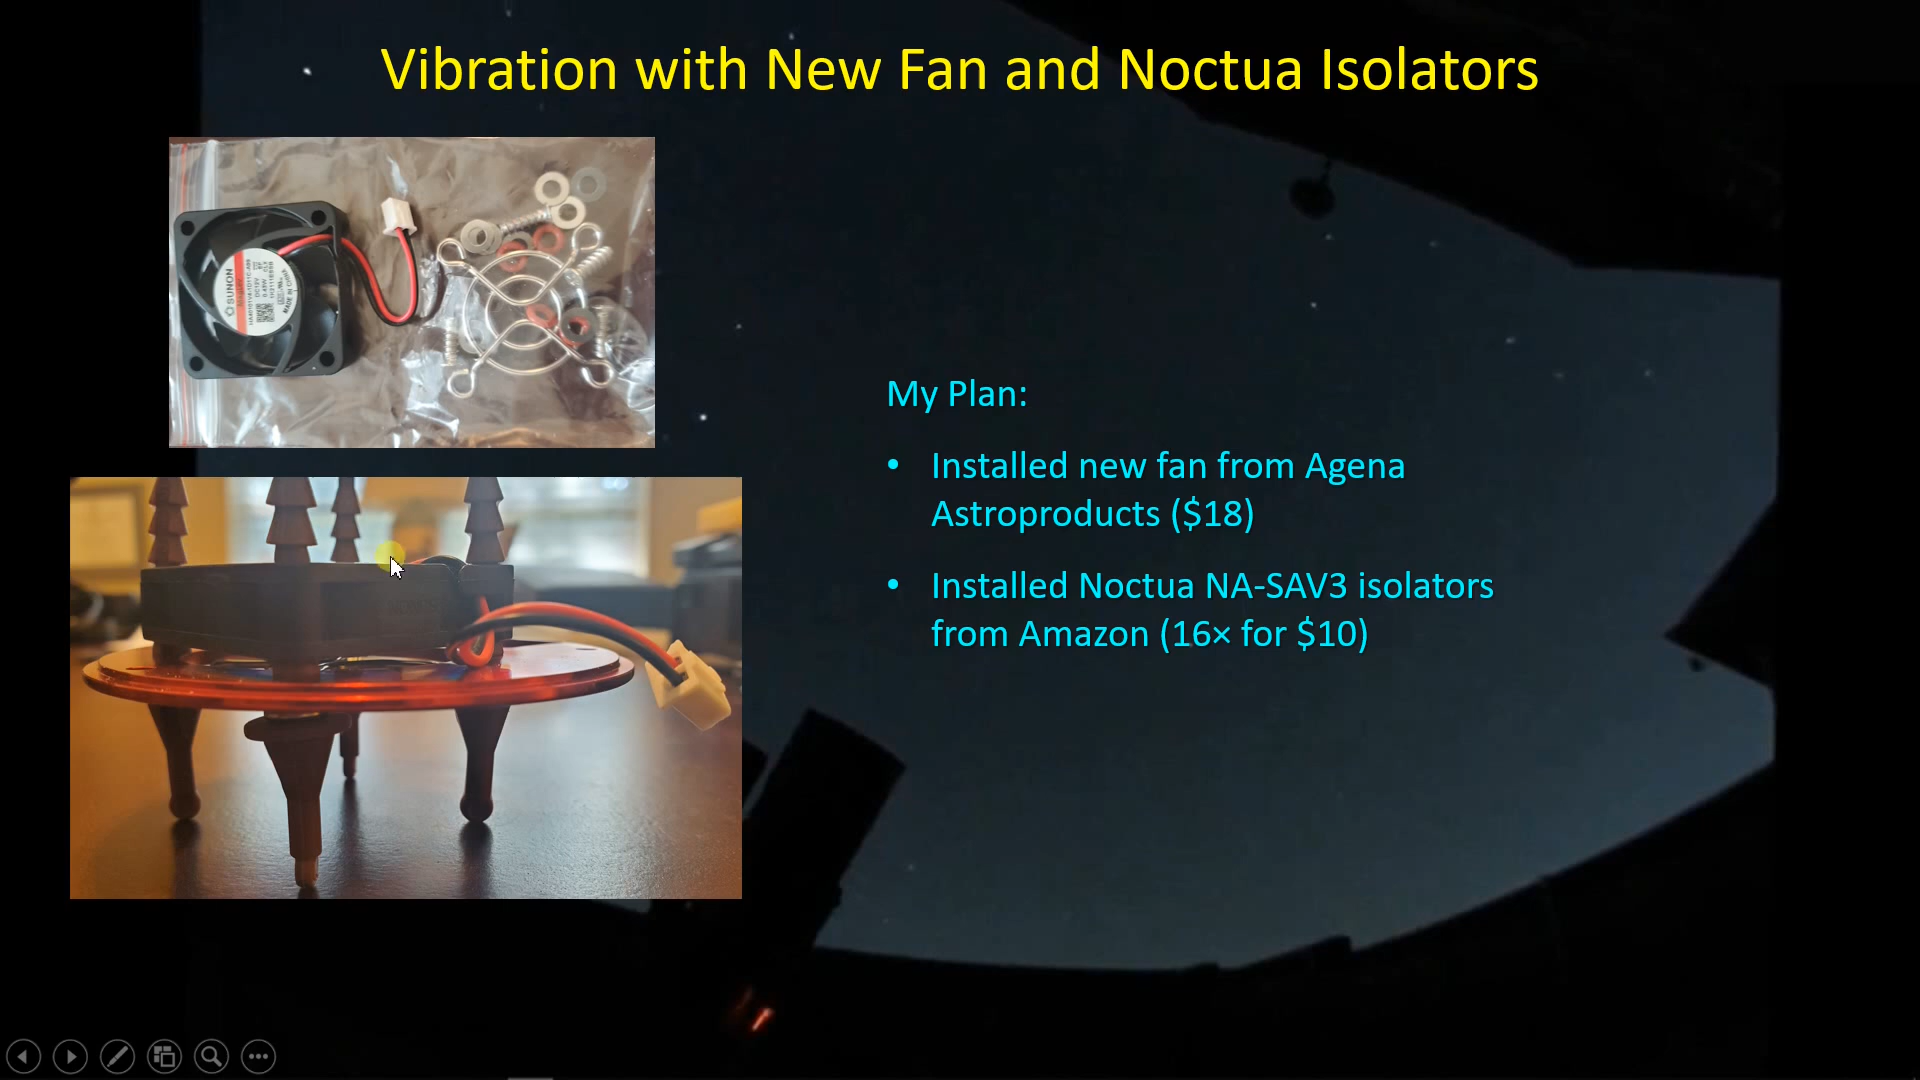 Vibration with New Fan and Noctua Isolators
SUNON
My Plan:
• Installed new fan from Agena
Astroproducts ($18)
• Installed Noctua NA-SAV3 isolators
from Amazon (16× for $10)